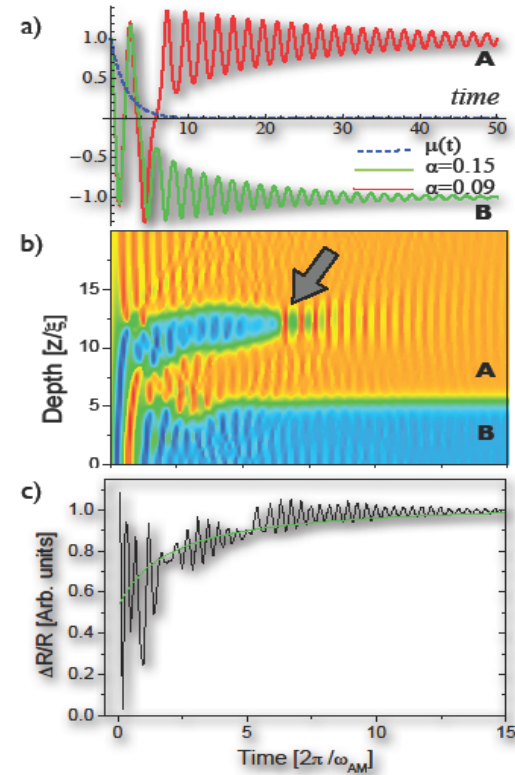 a)
1.0
0.5
-0.5
-1.0
A
time
10 20 30 40 50
μ(t)
α=0.15
α=0.09
B
b)
Depth [z/ξ]
15
10
5
0
A
B
c)
ΔR/R [Arb. units]
1.0
0.8
0.6
0.4
0.2
0.0
0 5 10 15
Time [2π /ω_AM]